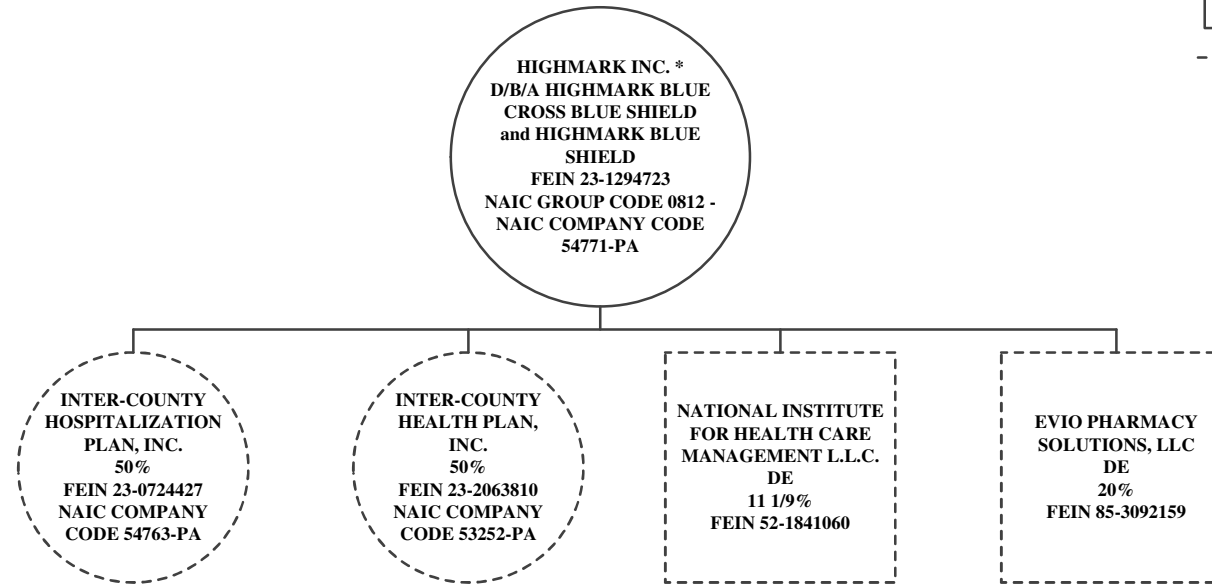 HIGHMARK INC. *
D/B/A HIGHMARK BLUE
CROSS BLUE SHIELD
and HIGHMARK BLUE
SHIELD
FEIN 23-1294723
NAIC GROUP CODE 0812 -
NAIC COMPANY CODE
54771-PA
INTER-COUNTY
HOSPITALIZATION
PLAN, INC.
50%
FEIN 23-0724427
NAIC COMPANY
CODE 54763-PA
INTER-COUNTY
HEALTH PLAN,
INC.
50%
FEIN 23-2063810
NAIC COMPANY
CODE 53252-PA
NATIONAL INSTITUTE
FOR HEALTH CARE
MANAGEMENT L.L.C.
DE
11 1/9%
FEIN 52-1841060
EVIO PHARMACY
SOLUTIONS, LLC
DE
20%
FEIN 85-3092159